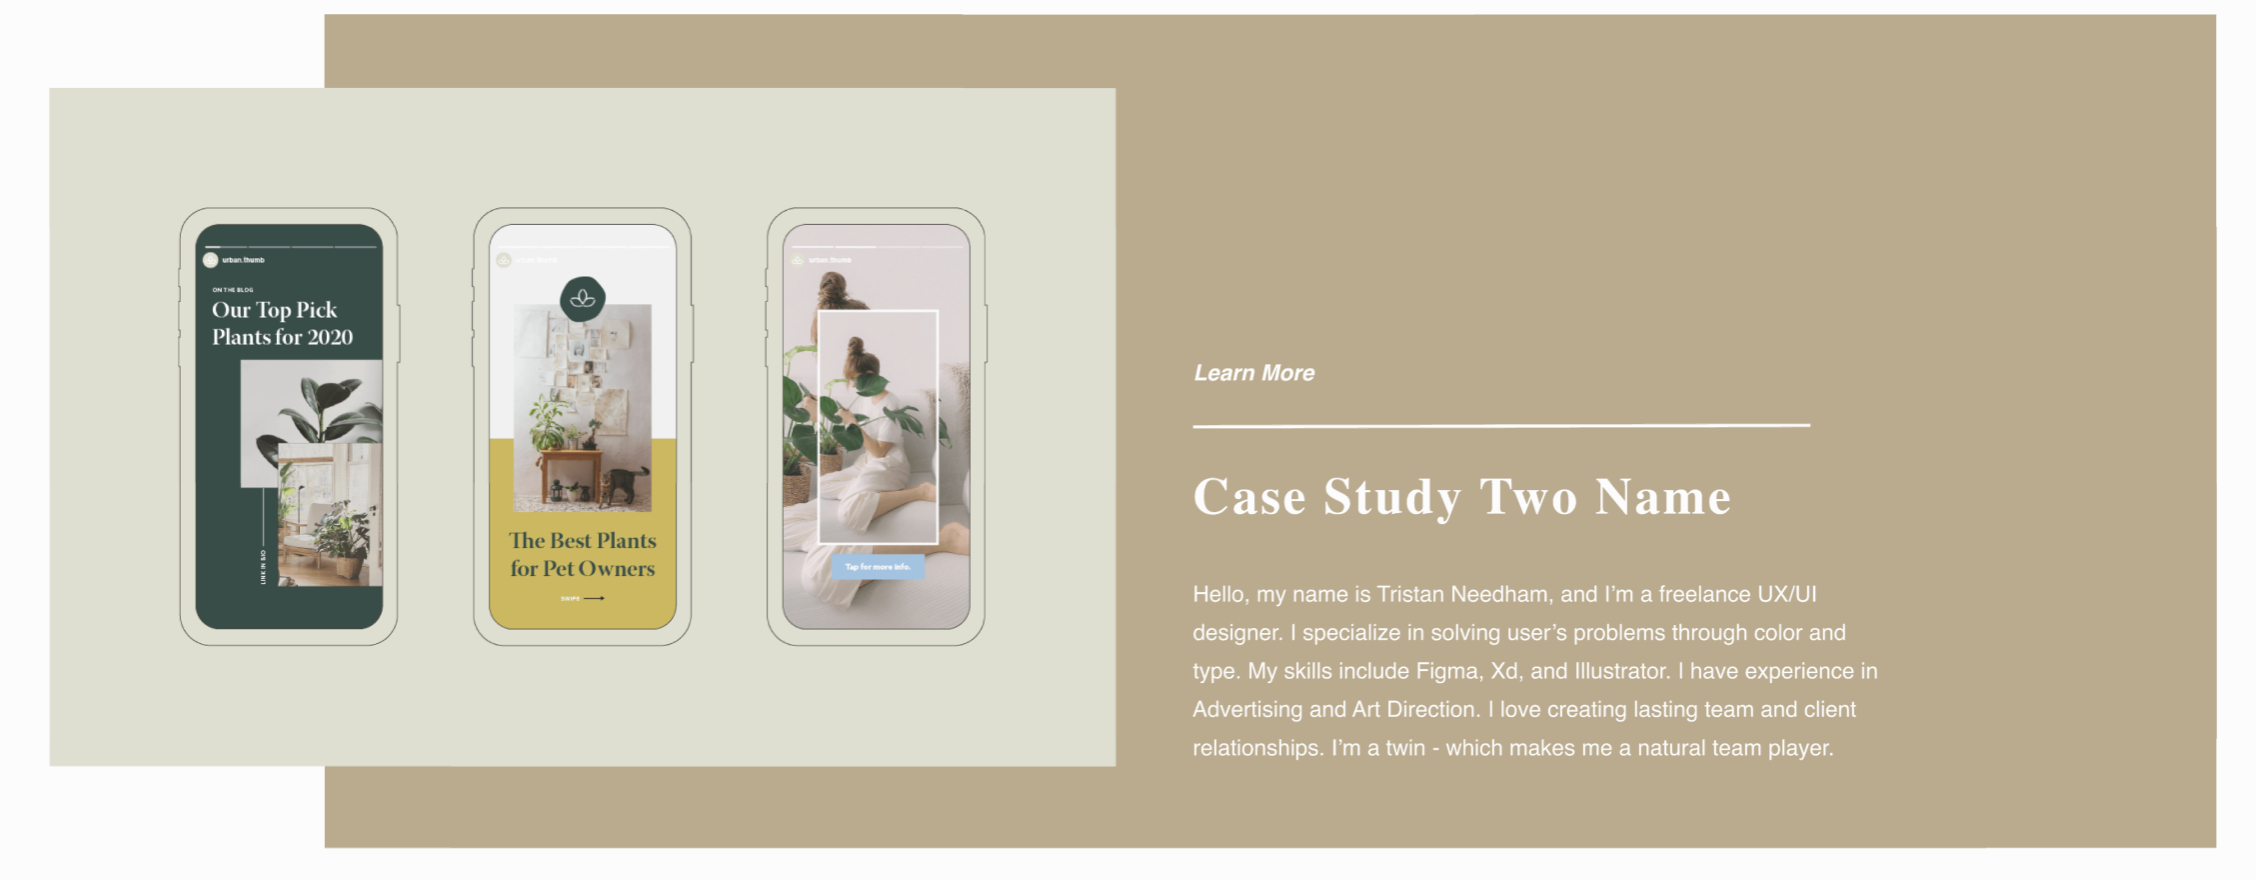 urban.thumb
ON THE BLOG
Our Top Pick
Plants for 2020
LINK IN BIO
urban.thumb
The Best Plants
for Pet Owners
SWIPE
urban.thumb
Tap for more info.
Learn More
Case Study Two Name
Hello, my name is Tristan Needham, and I’m a freelance UX/UI
designer. I specialize in solving user’s problems through color and
type. My skills include Figma, Xd, and Illustrator. I have experience in
Advertising and Art Direction. I love creating lasting team and client
relationships. I’m a twin - which makes me a natural team player.